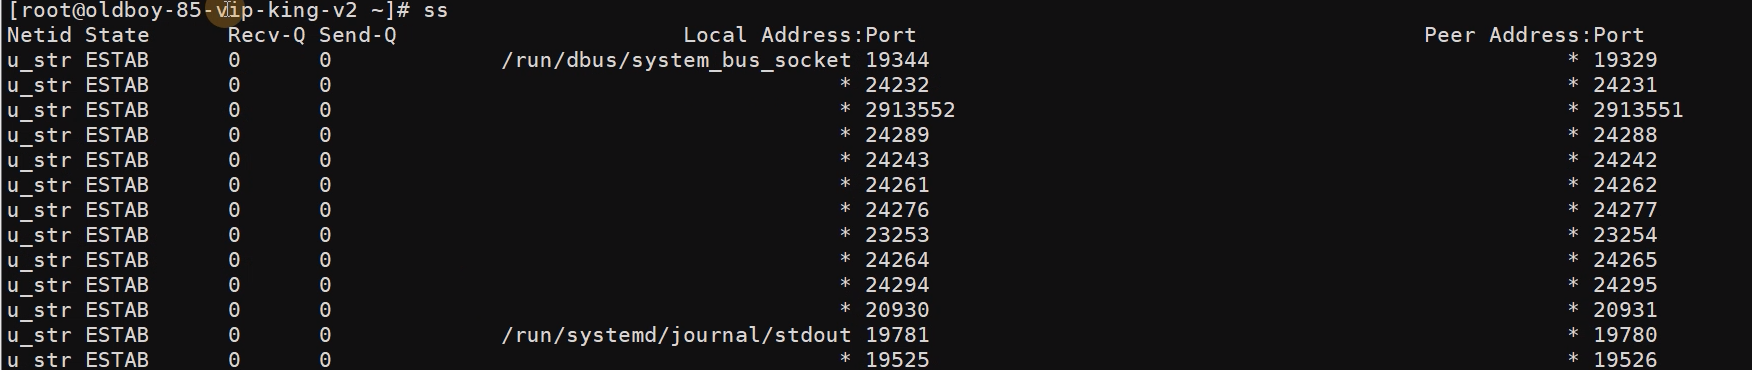 [root@oldboy-85-vip-king-v2 ~]# ss
Netid State Recv-Q Send-Q Local Address:Port Peer Address:Port
u_str ESTAB 0 0 /run/dbus/system_bus_socket 19344 * 19329
u_str ESTAB 0 0 * 24232 * 24231
u_str ESTAB 0 0 * 2913552 * 2913551
u_str ESTAB 0 0 * 24289 * 24288
u_str ESTAB 0 0 * 24243 * 24242
u_str ESTAB 0 0 * 24261 * 24262
u_str ESTAB 0 0 * 24276 * 24277
u_str ESTAB 0 0 * 23253 * 23254
u_str ESTAB 0 0 * 24264 * 24265
u_str ESTAB 0 0 * 24294 * 24295
u_str ESTAB 0 0 * 20930 * 20931
u_str ESTAB 0 0 /run/systemd/journal/stdout 19781 * 19780
u_str ESTAB 0 0 * 19525 * 19526